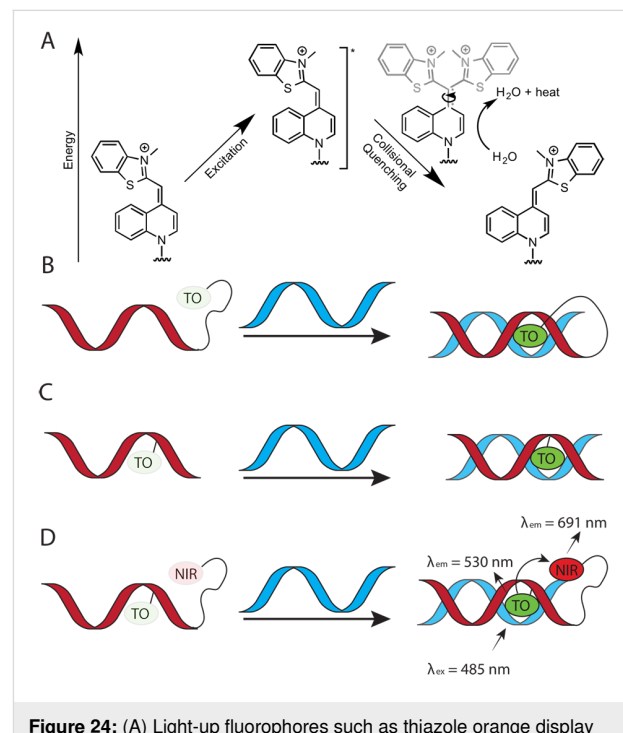 A
Energy
N
⊕
S
N
Excitation
N
⊕
S
N
*
N
⊕
N
⊕
S
S
N
Collisional
Quenching
H₂O + heat
H₂O
N
⊕
S
N
B
TO
TO
C
TO
TO
D
NIR
TO
λem = 691 nm
λem = 530 nm
NIR
TO
λex = 485 nm
Figure 24: (A) Light-up fluorophores such as thiazole orange display